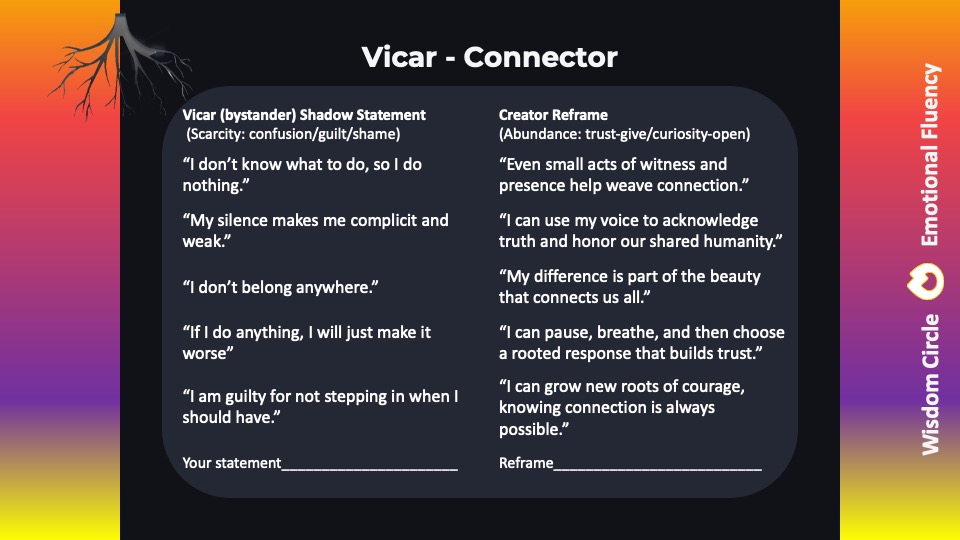 Vicar - Connector
Vicar (bystander) Shadow Statement
(Scarcity: confusion/guilt/shame)
“I don’t know what to do, so I do
nothing.”
“My silence makes me complicit and
weak.”
“I don’t belong anywhere.”
“If I do anything, I will just make it
worse”
“I am guilty for not stepping in when I
should have.”
Your statement______________________
Creator Reframe
(Abundance: trust-give/curiosity-open)
“Even small acts of witness and
presence help weave connection.”
“I can use my voice to acknowledge
truth and honor our shared humanity.”
“My difference is part of the beauty
that connects us all.”
“I can pause, breathe, and then choose
a rooted response that builds trust.”
“I can grow new roots of courage,
knowing connection is always
possible.”
Reframe__________________________
Wisdom Circle Emotional Fluency